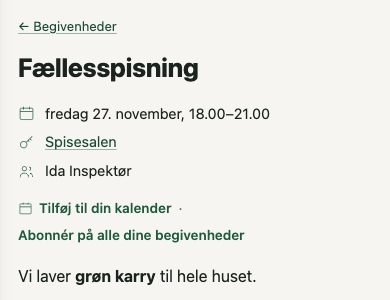 ← Begivenheder
Fællesspisning
fredag 27. november, 18.00–21.00
Spisesalen
Ida Inspektør
Tilføj til din kalender ·
Abonnér på alle dine begivenheder
Vi laver grøn karry til hele huset.